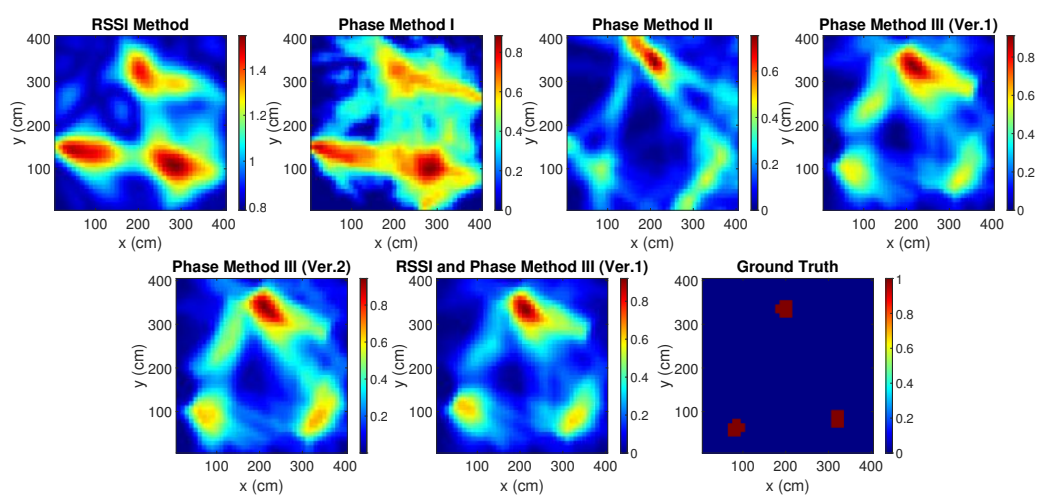 RSSI Method
400
300
200
100
y (cm)
100 200 300 400
x (cm)
1.4
1.2
1
0.8
Phase Method I
400
300
200
100
y (cm)
100 200 300 400
x (cm)
0.8
0.6
0.4
0.2
0
Phase Method II
400
300
200
100
y (cm)
100 200 300 400
x (cm)
0.6
0.4
0.2
0
Phase Method III (Ver.1)
400
300
200
100
y (cm)
100 200 300 400
x (cm)
0.8
0.6
0.4
0.2
0
Phase Method III (Ver.2)
400
300
200
100
y (cm)
100 200 300 400
x (cm)
0.8
0.6
0.4
0.2
RSSI and Phase Method III (Ver.1)
400
300
200
100
y (cm)
100 200 300 400
x (cm)
0.8
0.6
0.4
0.2
0
Ground Truth
400
300
200
100
y (cm)
100 200 300 400
x (cm)
1
0.8
0.6
0.4
0.2
0